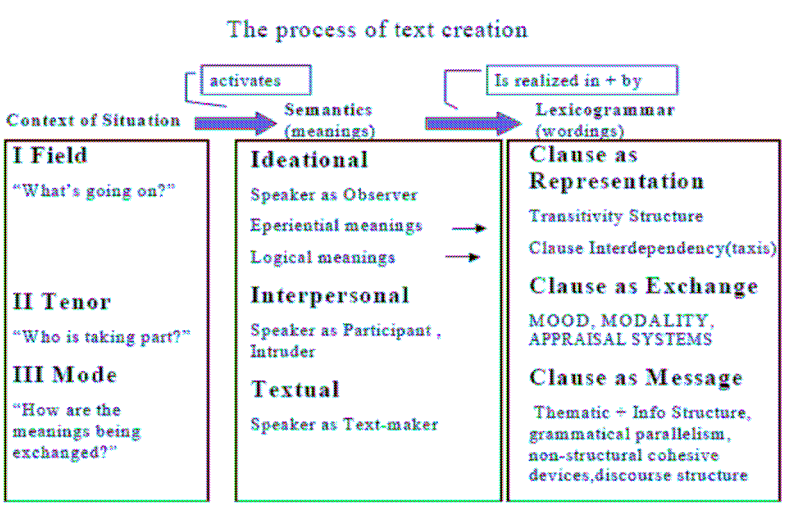 The process of text creation
activates
Is realized in + by
Context of Situation
Semantics
(meanings)
Lexicogrammar
(wordings)
I Field
“What's going on?”
II Tenor
“Who is taking part?”
III Mode
“How are the
meanings being
exchanged?”
Ideational
Speaker as Observer
Eperiential meanings
Logical meanings
Interpersonal
Speaker as Participant ,
Intruder
Textual
Speaker as Text-maker
Clause as
Representation
Transitivity Structure
Clause Interdependency(taxis)
Clause as Exchange
MOOD, MODALITY,
APPRAISAL SYSTEMS
Clause as Message
Thematic + Info Structure,
grammatical parallelism,
non-structural cohesive
devices,discourse structure